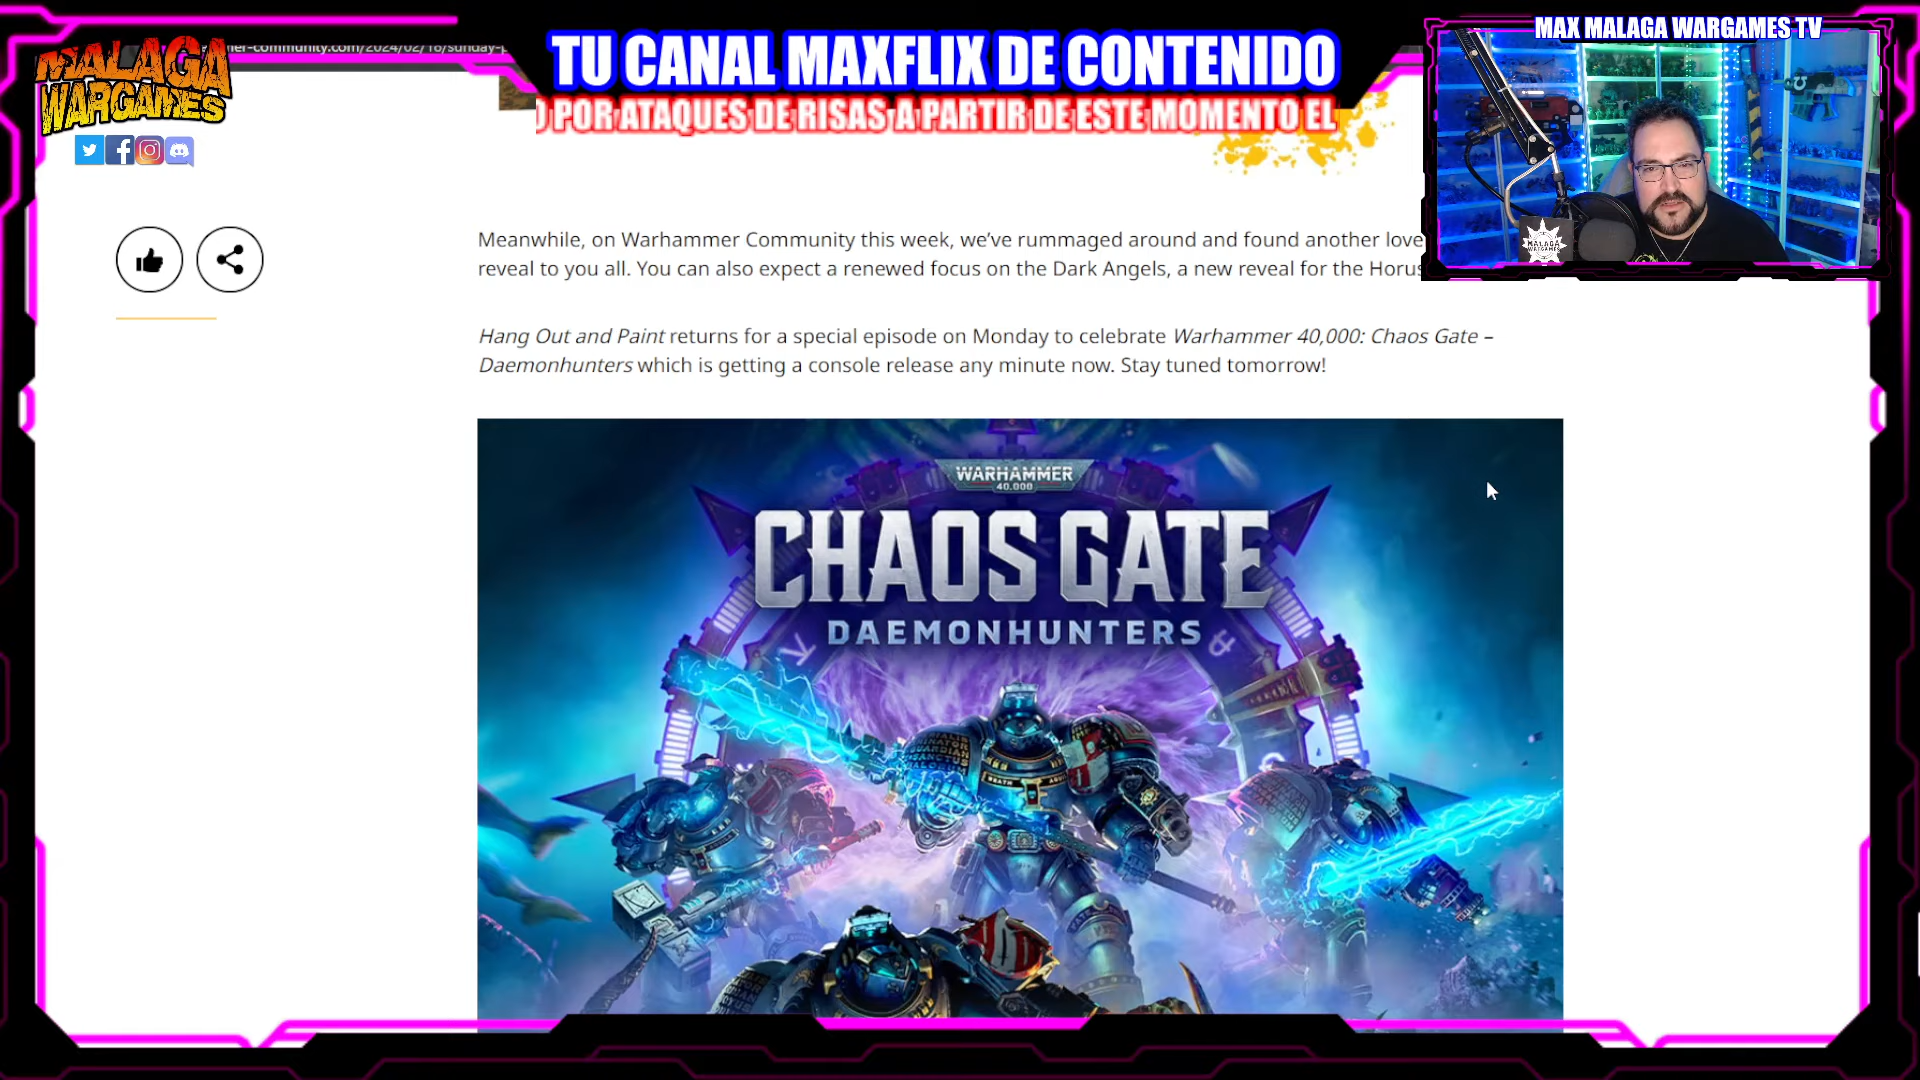 TU CANAL MAXFLIX DE CONTENIDO
POR ATAQUES DE RISAS A PARTIR DE ESTE MOMENTO EL
MAX MALAGA WARGAMES TV
MALAGA
WARGAMES
MALAGA
WARGAMES
Meanwhile, on Warhammer Community this week, we've rummaged around and found another love
reveal to you all. You can also expect a renewed focus on the Dark Angels, a new reveal for the Horus
Hang Out and Paint returns for a special episode on Monday to celebrate Warhammer 40,000: Chaos Gate –
Daemonhunters which is getting a console release any minute now. Stay tuned tomorrow!
WARHAMMER
40,000
CHAOS GATE
DAEMONHUNTERS